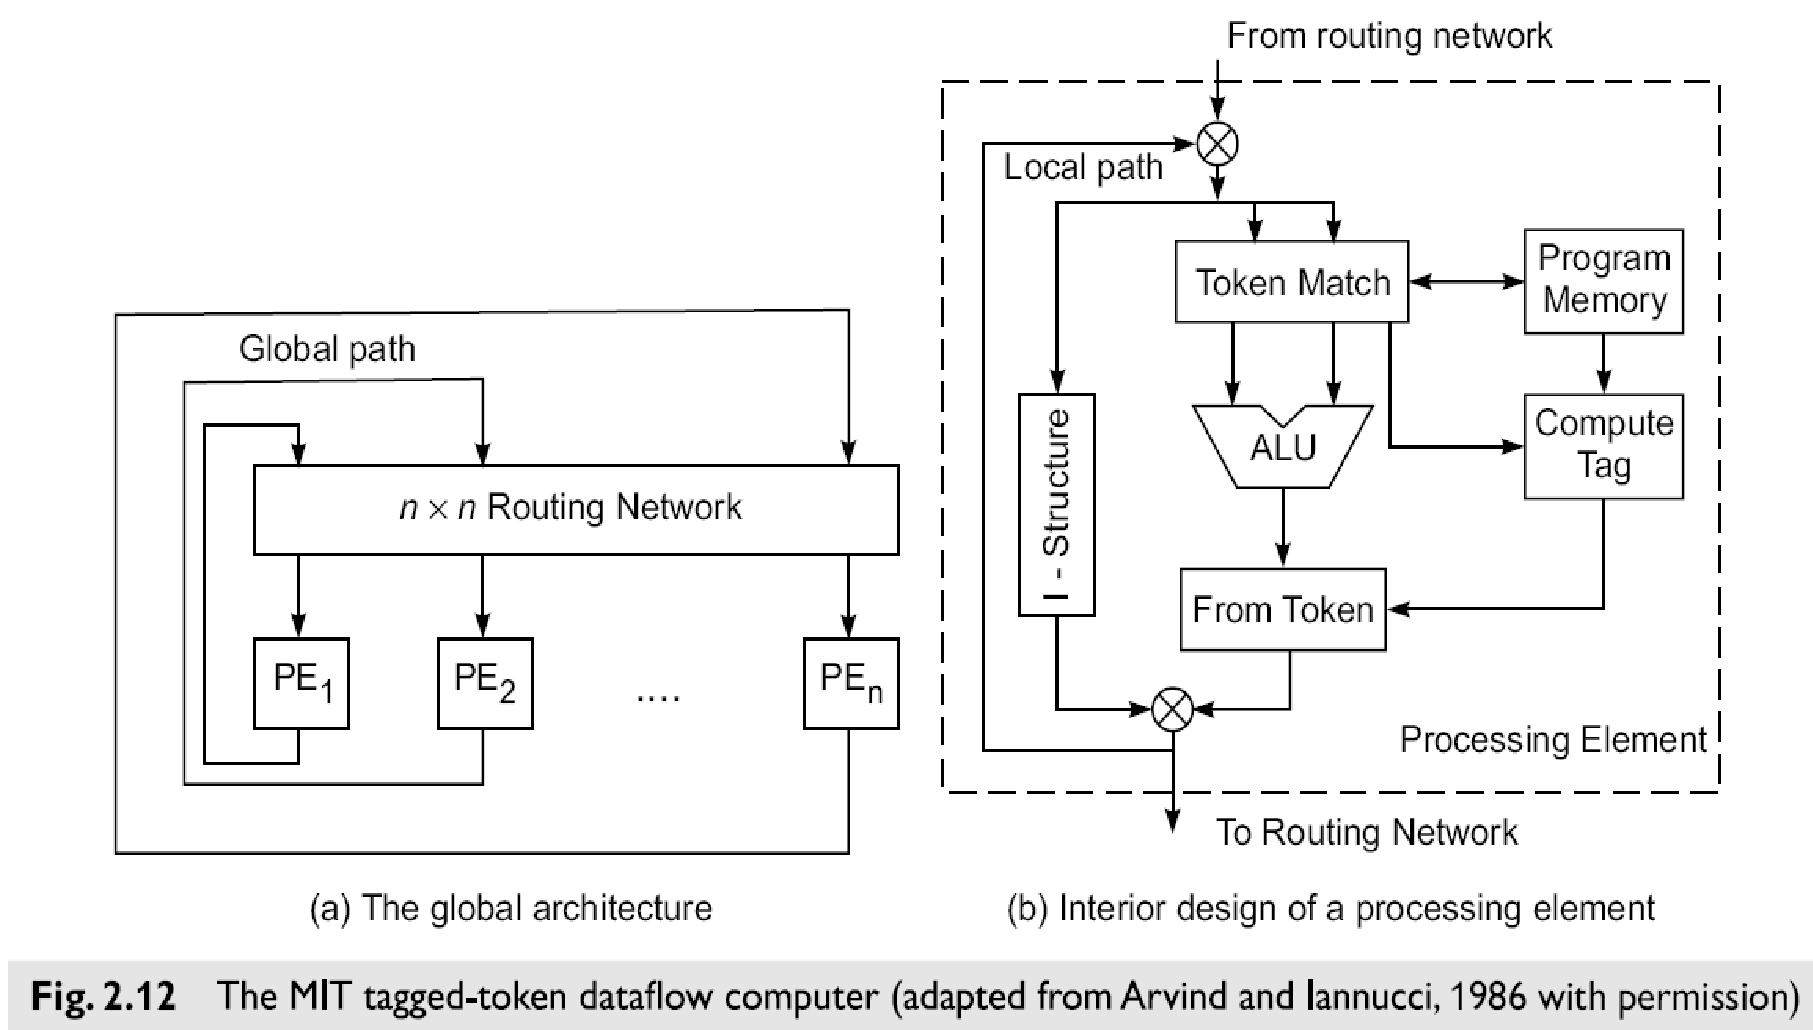 Global path
n × n Routing Network
PE1
PE2
....
PEn
(a) The global architecture
From routing network
Local path
Token Match
Program
Memory
I - Structure
ALU
Compute
Tag
From Token
Processing Element
To Routing Network
(b) Interior design of a processing element
Fig. 2.12 The MIT tagged-token dataflow computer (adapted from Arvind and Iannucci, 1986 with permission)